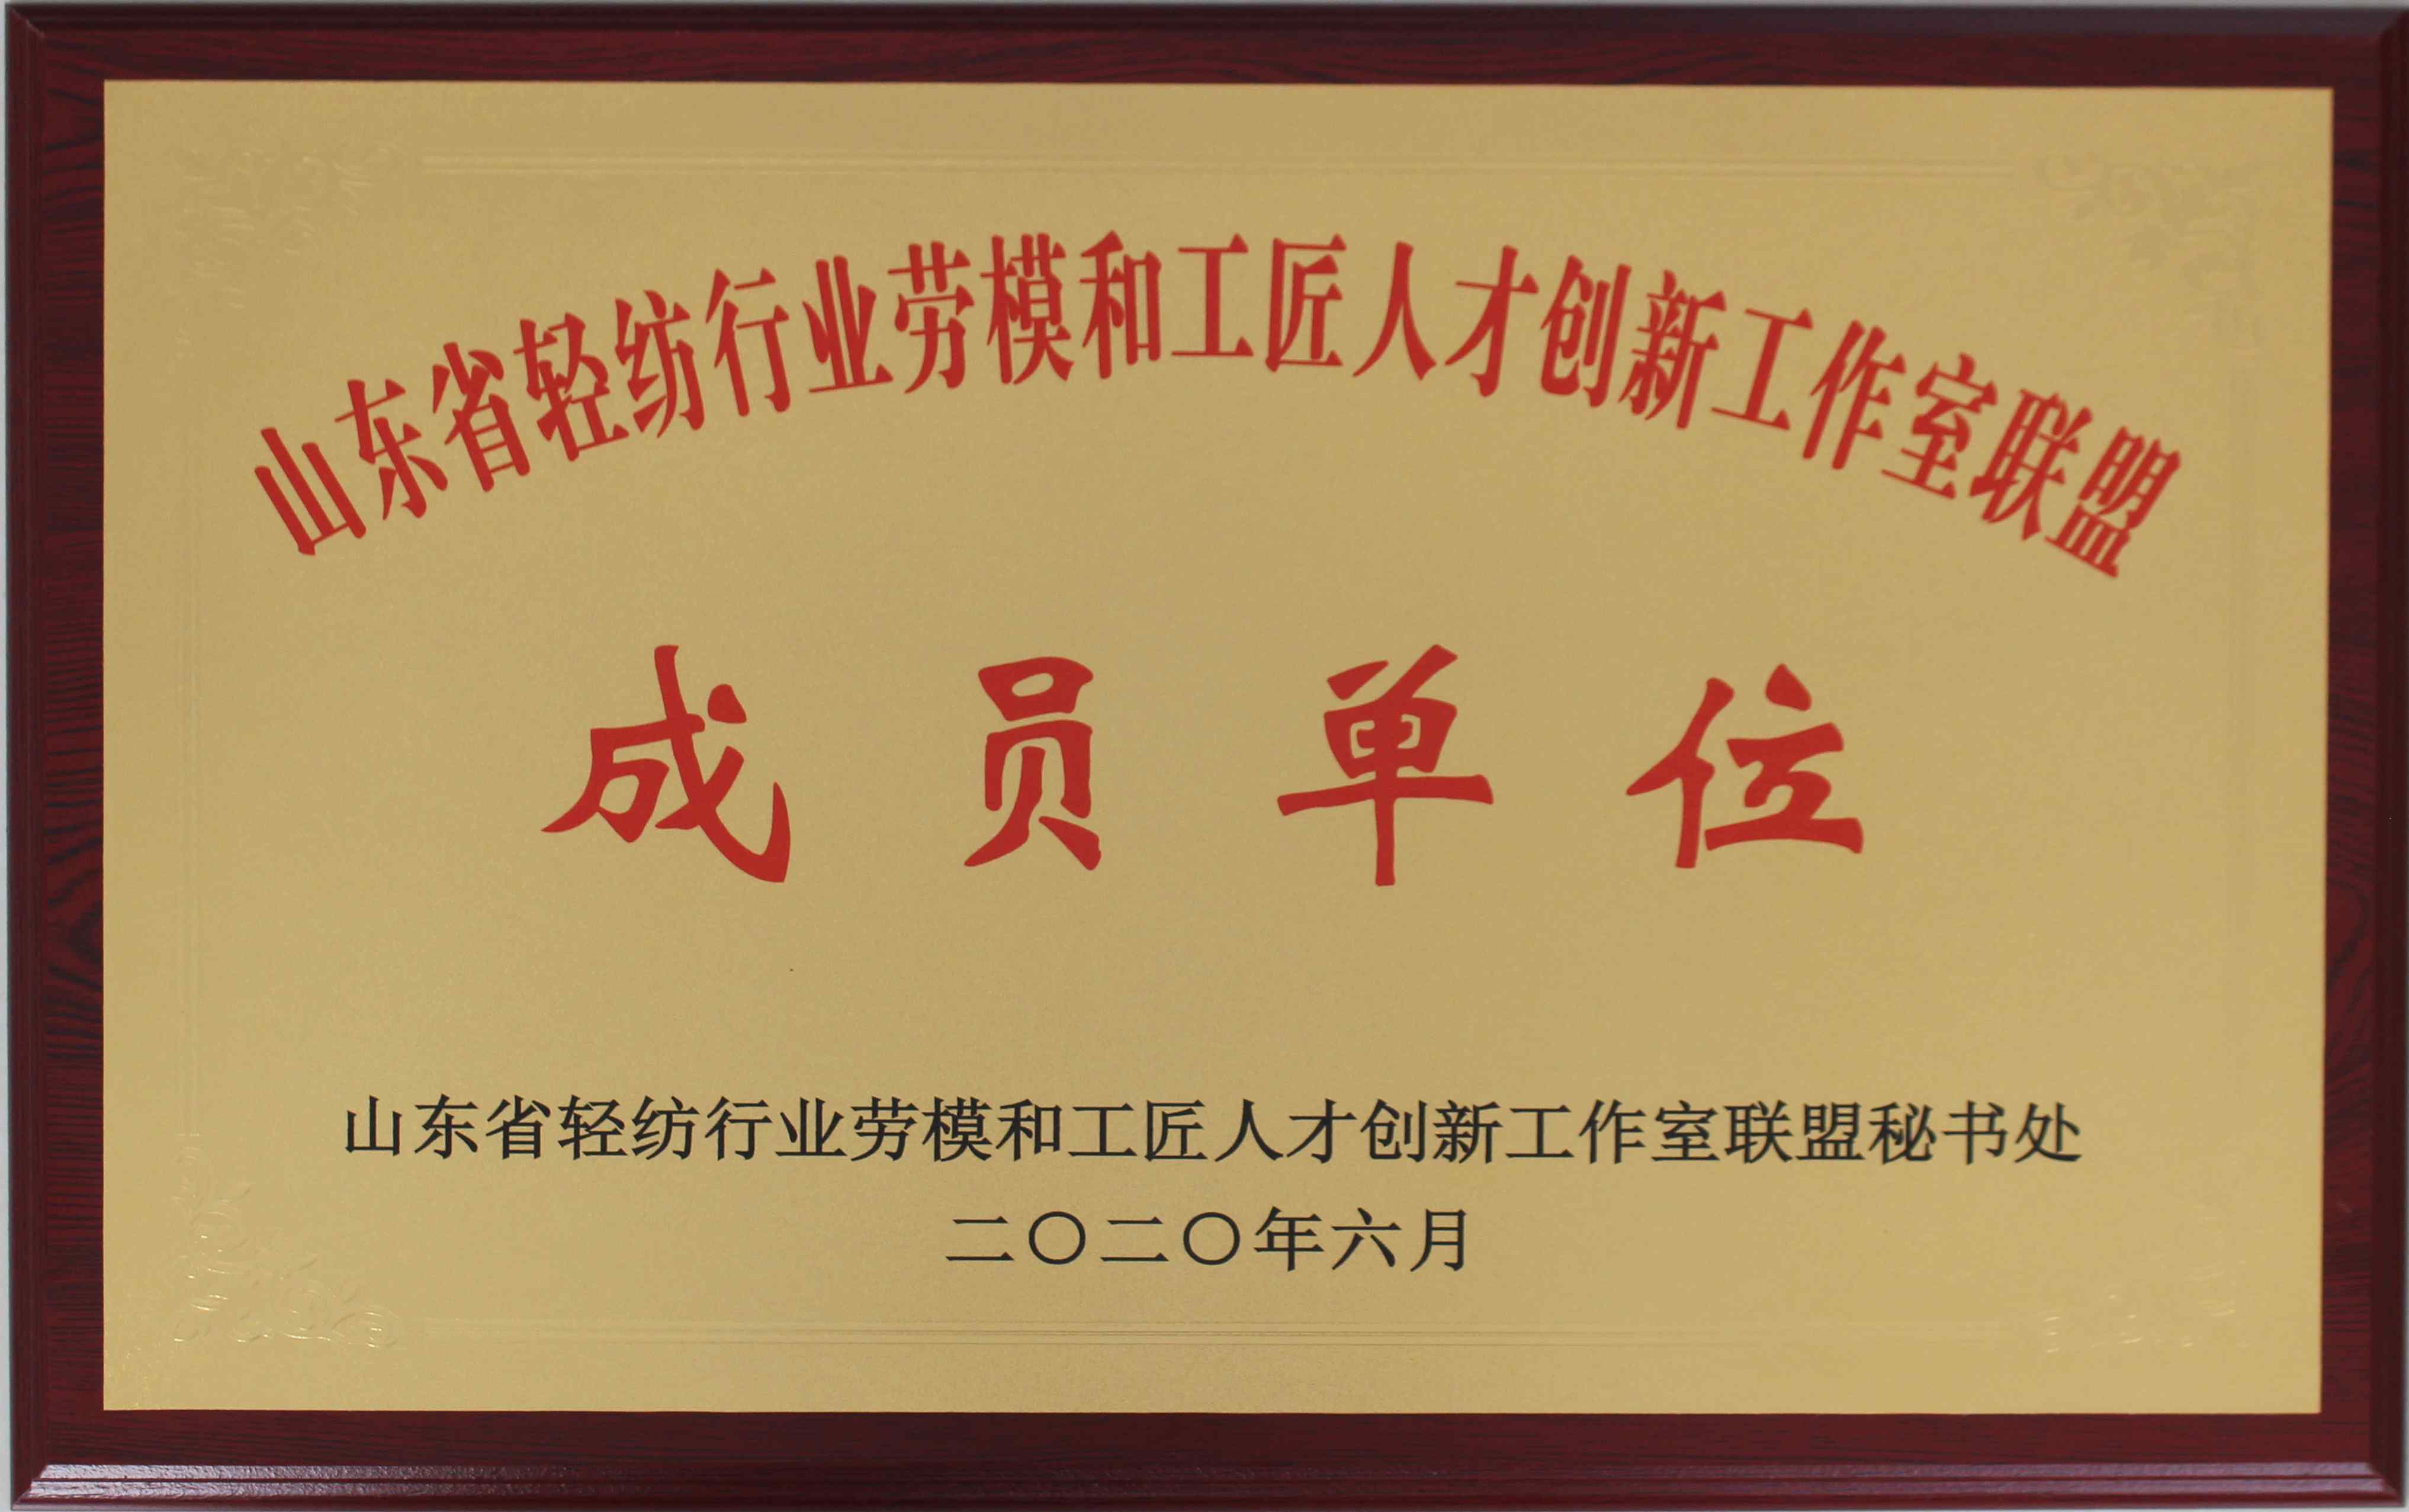 山东省轻纺行业劳模和工匠人才创新工作室联盟
成员单位
山东省轻纺行业劳模和工匠人才创新工作室联盟秘书处
二〇二〇年六月